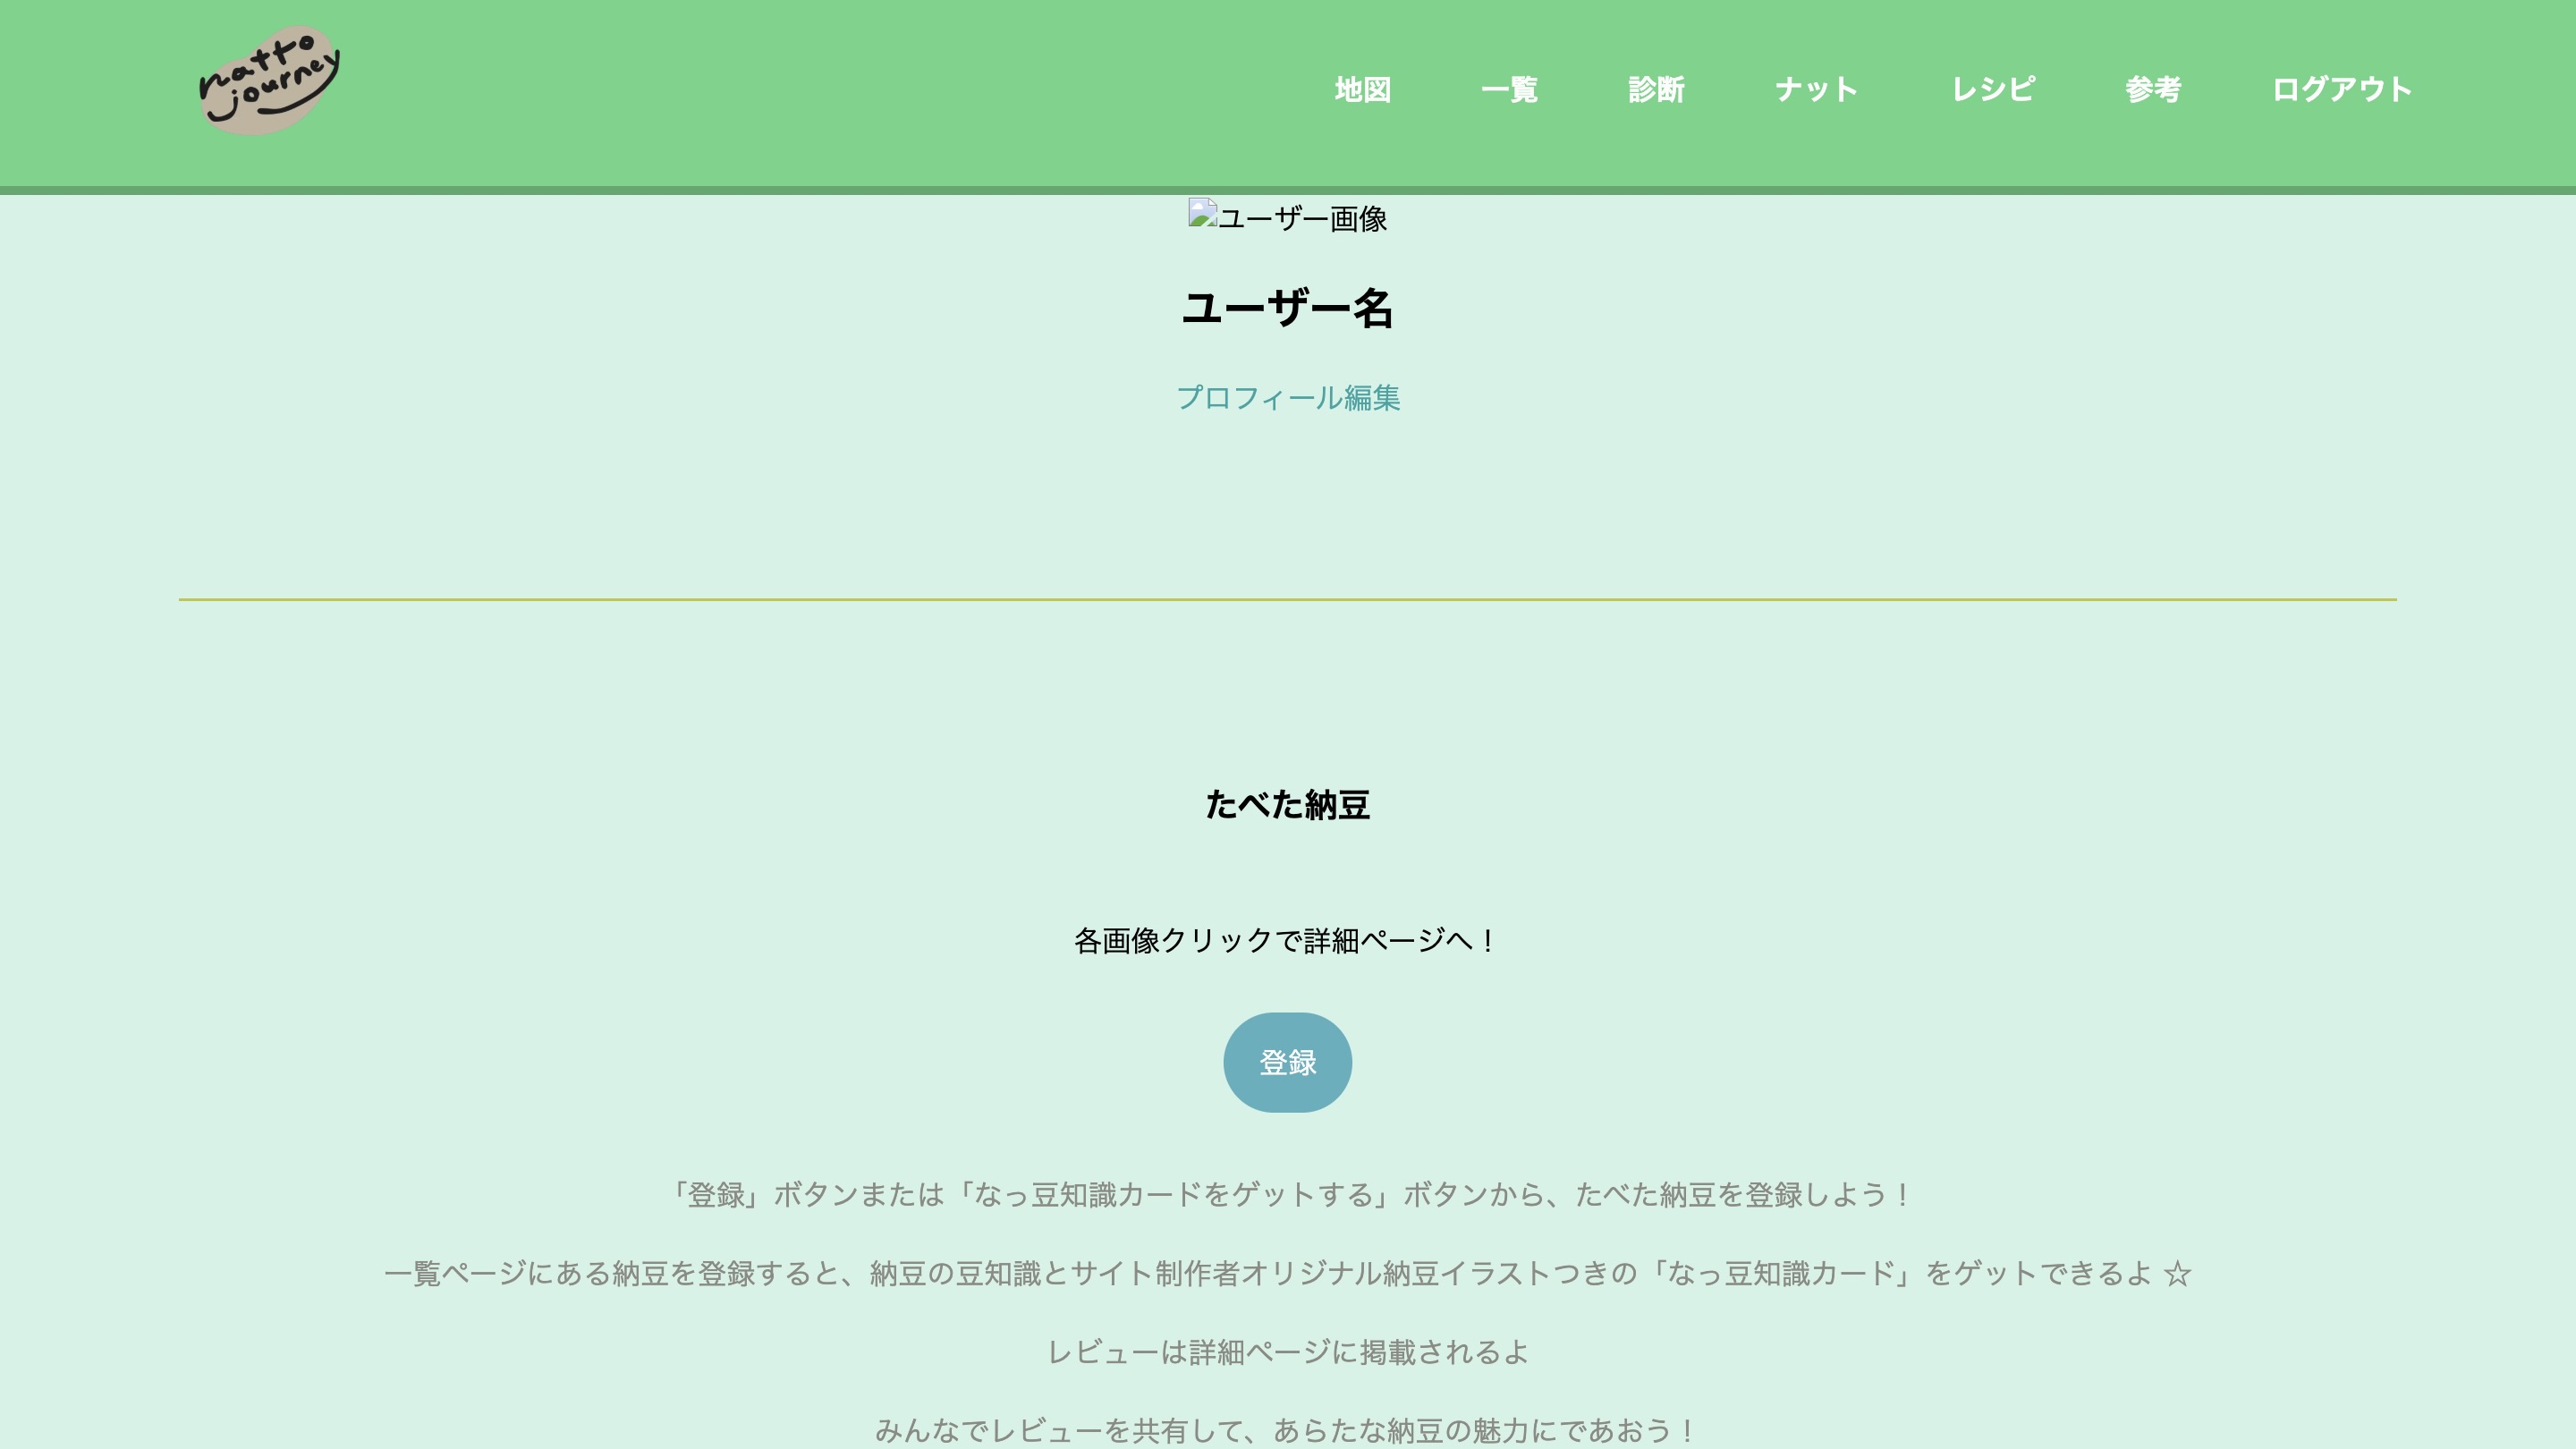 natto
journey
地図 一覧 診断 ナット レシピ 参考 ログアウト
ユーザー画像
ユーザー名
プロフィール編集
たべた納豆
各画像クリックで詳細ページへ！
登録
「登録」ボタンまたは「なっ豆知識カードをゲットする」ボタンから、たべた納豆を登録しよう！
一覧ページにある納豆を登録すると、納豆の豆知識とサイト制作者オリジナル納豆イラストつきの「なっ豆知識カード」をゲットできるよ ☆
レビューは詳細ページに掲載されるよ
みんなでレビューを共有して、あらたな納豆の魅力にであおう！